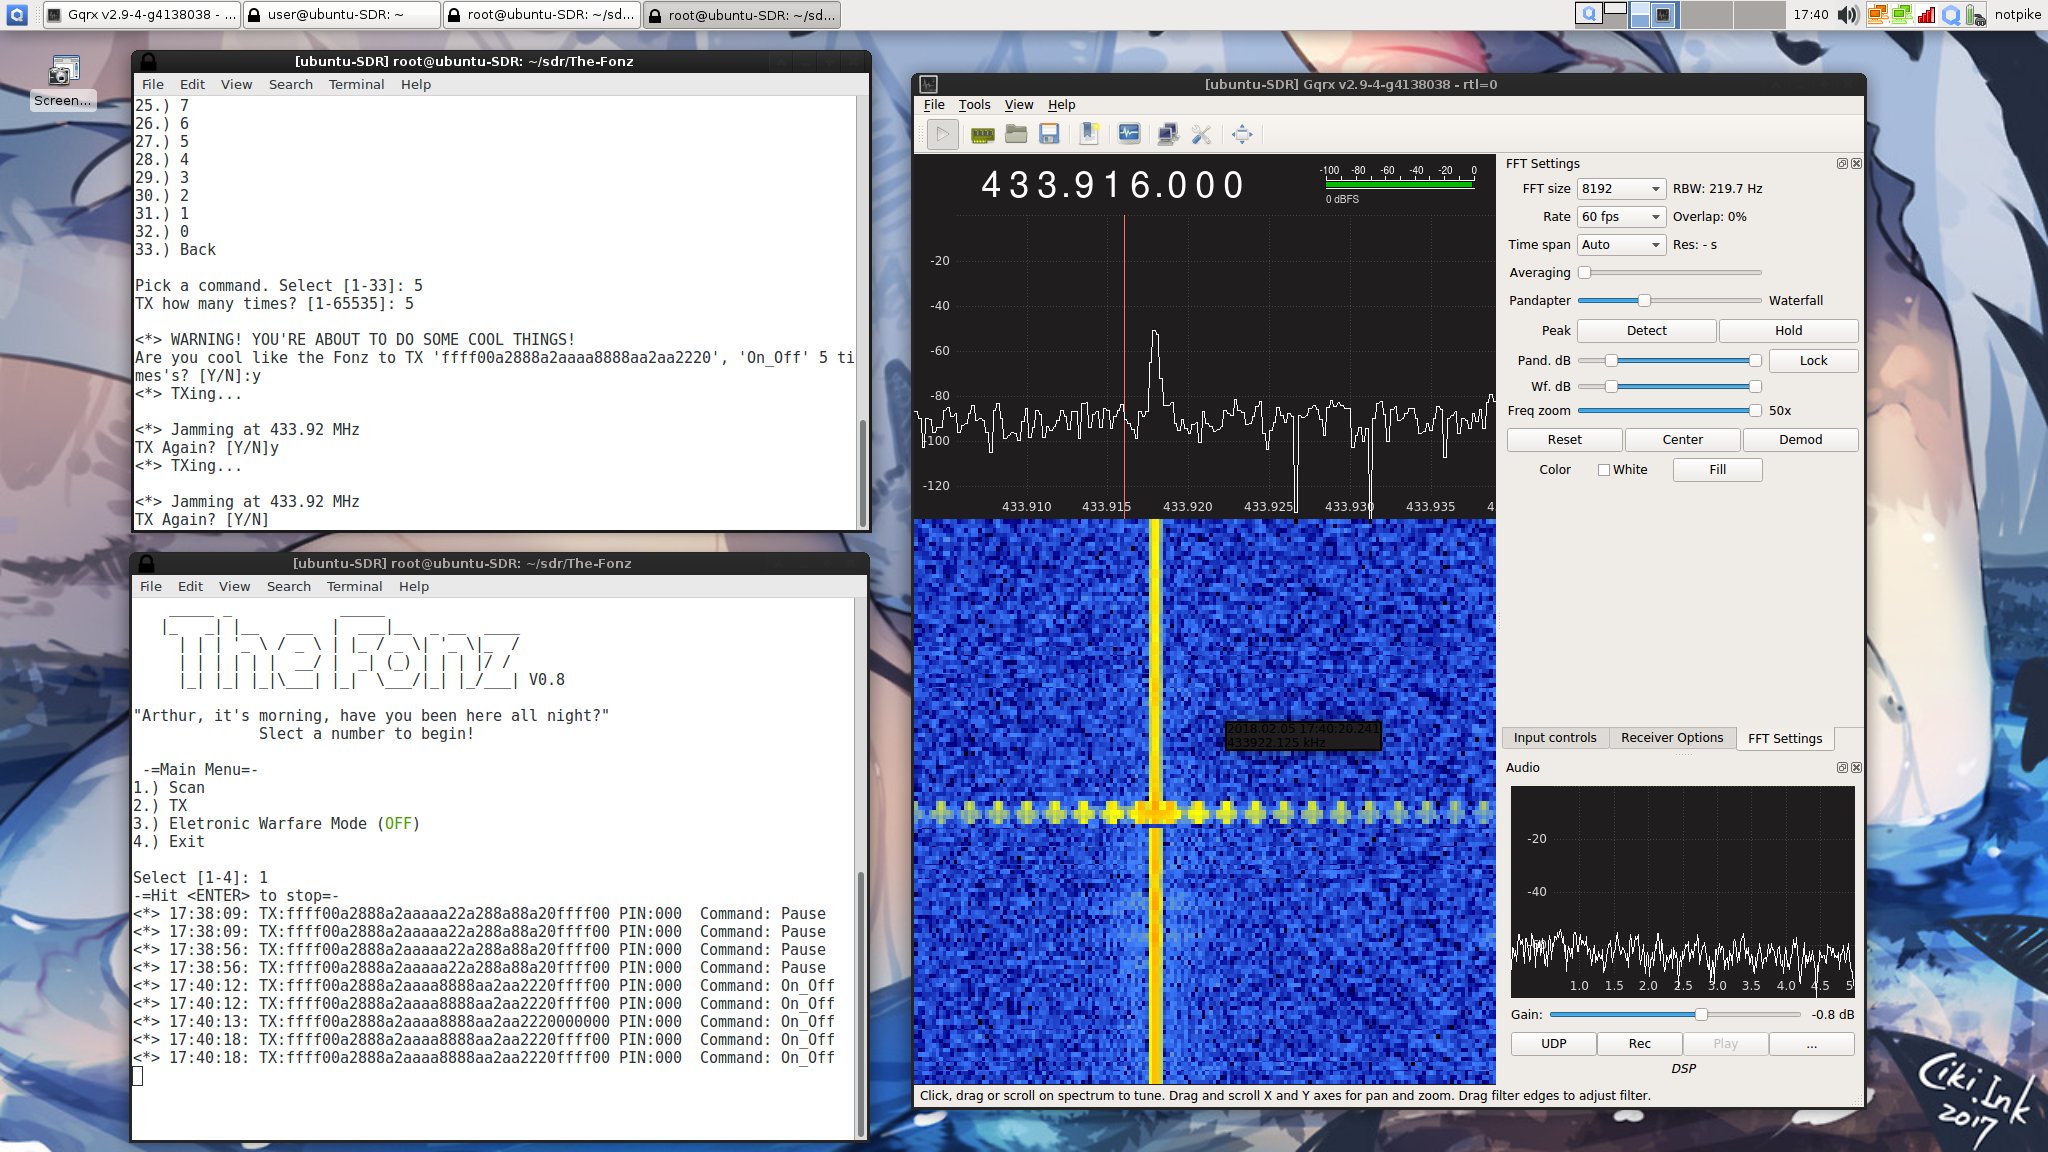 Gqrx v2.9-4-g4138038 - ...
user@ubuntu-SDR: ~
root@ubuntu-SDR: ~/sd...
root@ubuntu-SDR: ~/sd...
17:40
notpike
Screen...
[ubuntu-SDR] root@ubuntu-SDR: ~/sdr/The-Fonz
File Edit View Search Terminal Help
25.) 7
26.) 6
27.) 5
28.) 4
29.) 3
30.) 2
31.) 1
32.) 0
33.) Back
Pick a command. Select [1-33]: 5
TX how many times? [1-65535]: 5
<*> WARNING! YOU'RE ABOUT TO DO SOME COOL THINGS!
Are you cool like the Fonz to TX 'ffff00a2888a2aaaa8888aa2aa2220', 'On_Off' 5 ti
mes's? [Y/N]:y
<*> TXing...
<*> Jamming at 433.92 MHz
TX Again? [Y/N]y
<*> TXing...
<*> Jamming at 433.92 MHz
TX Again? [Y/N]
[ubuntu-SDR] root@ubuntu-SDR: ~/sdr/The-Fonz
File Edit View Search Terminal Help
The Fonz V0.8
"Arthur, it's morning, have you been here all night?"
Slect a number to begin!
-=Main Menu=-
1.) Scan
2.) TX
3.) Eletronic Warfare Mode (OFF)
4.) Exit
Select [1-4]: 1
-=Hit <ENTER> to stop=-
<*> 17:38:09: TX:ffff00a2888a2aaaaa22a288a88a20ffff00 PIN:000  Command: Pause
<*> 17:38:09: TX:ffff00a2888a2aaaaa22a288a88a20ffff00 PIN:000  Command: Pause
<*> 17:38:56: TX:ffff00a2888a2aaaaa22a288a88a20ffff00 PIN:000  Command: Pause
<*> 17:38:56: TX:ffff00a2888a2aaaaa22a288a88a20ffff00 PIN:000  Command: Pause
<*> 17:40:12: TX:ffff00a2888a2aaaa8888aa2aa2220ffff00 PIN:000  Command: On_Off
<*> 17:40:12: TX:ffff00a2888a2aaaa8888aa2aa2220ffff00 PIN:000  Command: On_Off
<*> 17:40:13: TX:ffff00a2888a2aaaa8888aa2aa2220000000 PIN:000  Command: On_Off
<*> 17:40:18: TX:ffff00a2888a2aaaa8888aa2aa2220ffff00 PIN:000  Command: On_Off
<*> 17:40:18: TX:ffff00a2888a2aaaa8888aa2aa2220ffff00 PIN:000  Command: On_Off
[ubuntu-SDR] Gqrx v2.9-4-g4138038 - rtl=0
File Tools View Help
433.916.000
-100 -80 -60 -40 -20 0
0 dBFS
-20
-40
-60
-80
-100
-120
433.910 433.915 433.920 433.925 433.930 433.935 4
2018.02.05 17:40:20.241
433922.125 kHz
Click, drag or scroll on spectrum to tune. Drag and scroll X and Y axes for pan and zoom. Drag filter edges to adjust filter.
FFT Settings
FFT size 8192 RBW: 219.7 Hz
Rate 60 fps Overlap: 0%
Time span Auto Res: - s
Averaging
Pandapter Waterfall
Peak Detect Hold
Pand. dB Lock
Wf. dB
Freq zoom 50x
Reset Center Demod
Color White Fill
Input controls Receiver Options FFT Settings
Audio
-20
-40
1.0 1.5 2.0 2.5 3.0 3.5 4.0 4.5 5
Gain: -0.8 dB
UDP Rec Play ...
DSP
Ciki.Ink
2017